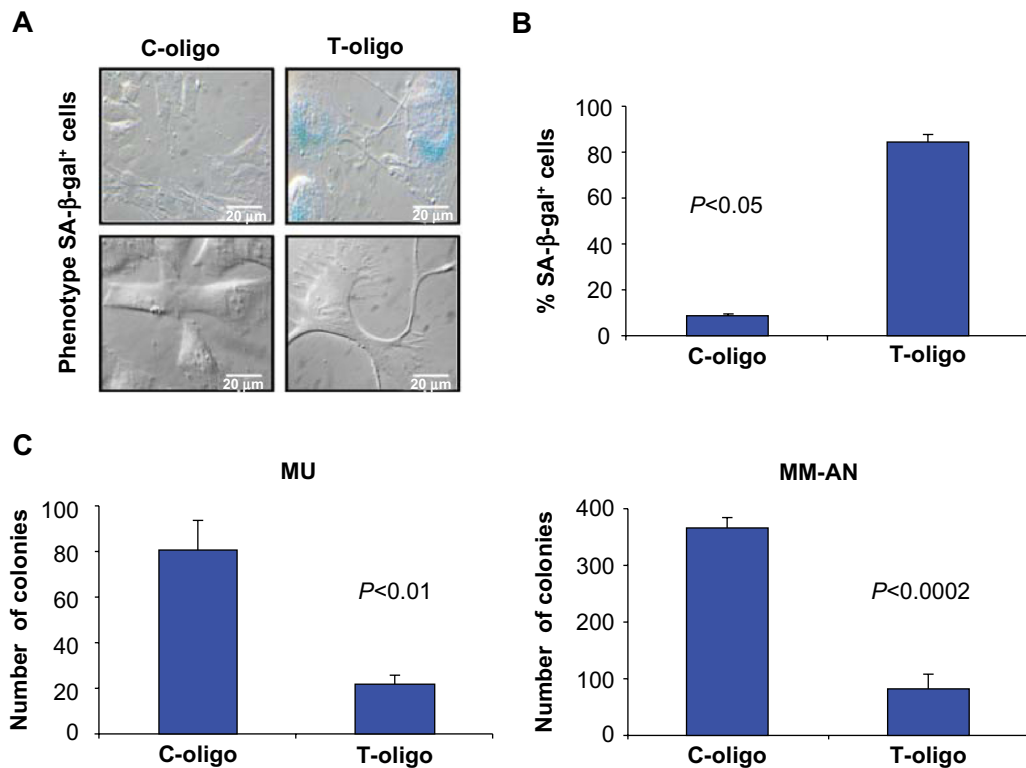 A
C-oligo
T-oligo
Phenotype SA-β-gal⁺ cells
20 µm
20 µm
20 µm
20 µm
B
% SA-β-gal⁺ cells
100
80
60
40
20
0
P<0.05
C-oligo
T-oligo
C
MU
Number of colonies
100
80
60
40
20
0
P<0.01
C-oligo
T-oligo
MM-AN
Number of colonies
400
300
200
100
0
P<0.0002
C-oligo
T-oligo